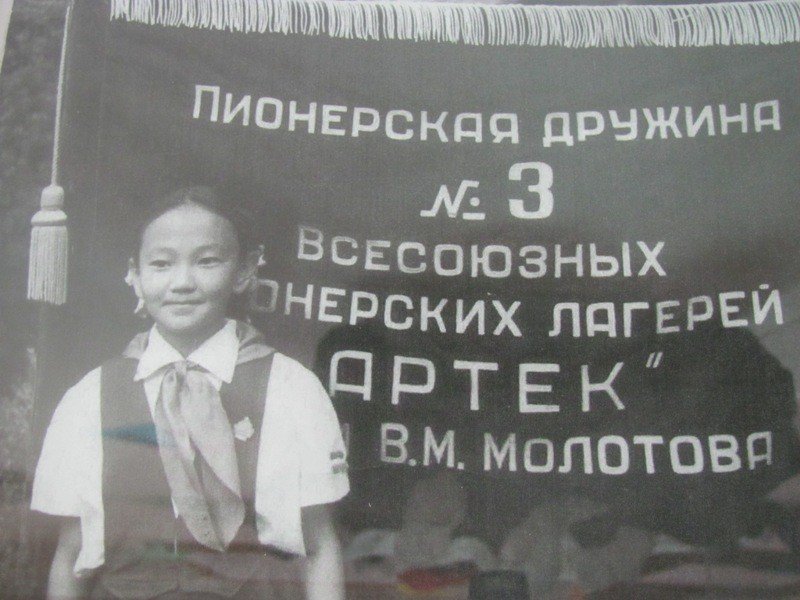 ПИОНЕРСКАЯ ДРУЖИНА
№ 3
ВСЕСОЮЗНЫХ
ОНЕРСКИХ ЛАГЕРЕЙ
АРТЕК"
В.М. МОЛОТОВА